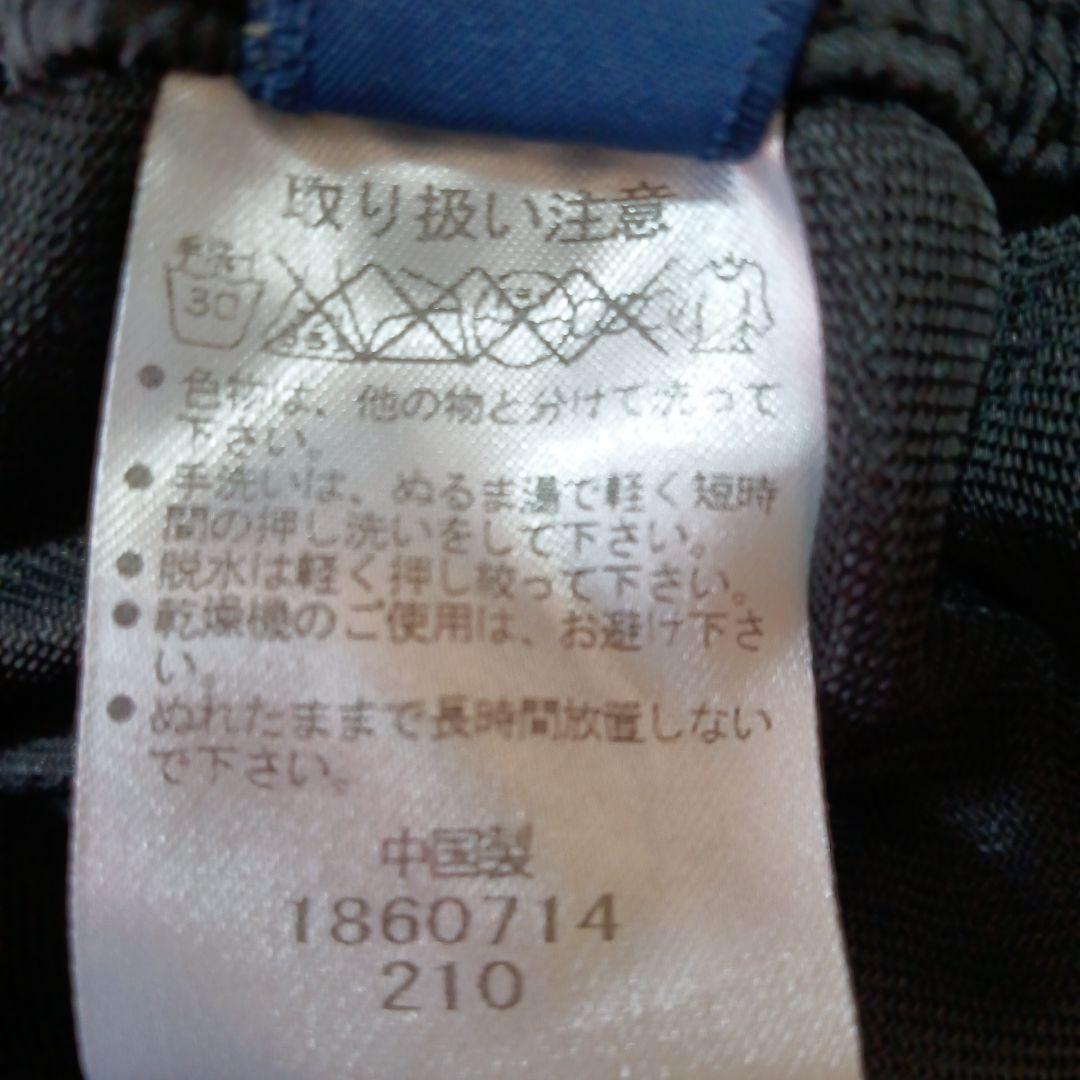 取り扱い注意
手洗イ
30
● 色物は、他の物と分けて洗って
下さい。
● 手洗いは、ぬるま湯で軽く短時
間の押し洗いをして下さい。
● 脱水は軽く押し絞って下さい。
● 乾燥機のご使用は、お避け下さ
い。
● ぬれたままで長時間放置しない
で下さい。
中国製
1860714
210